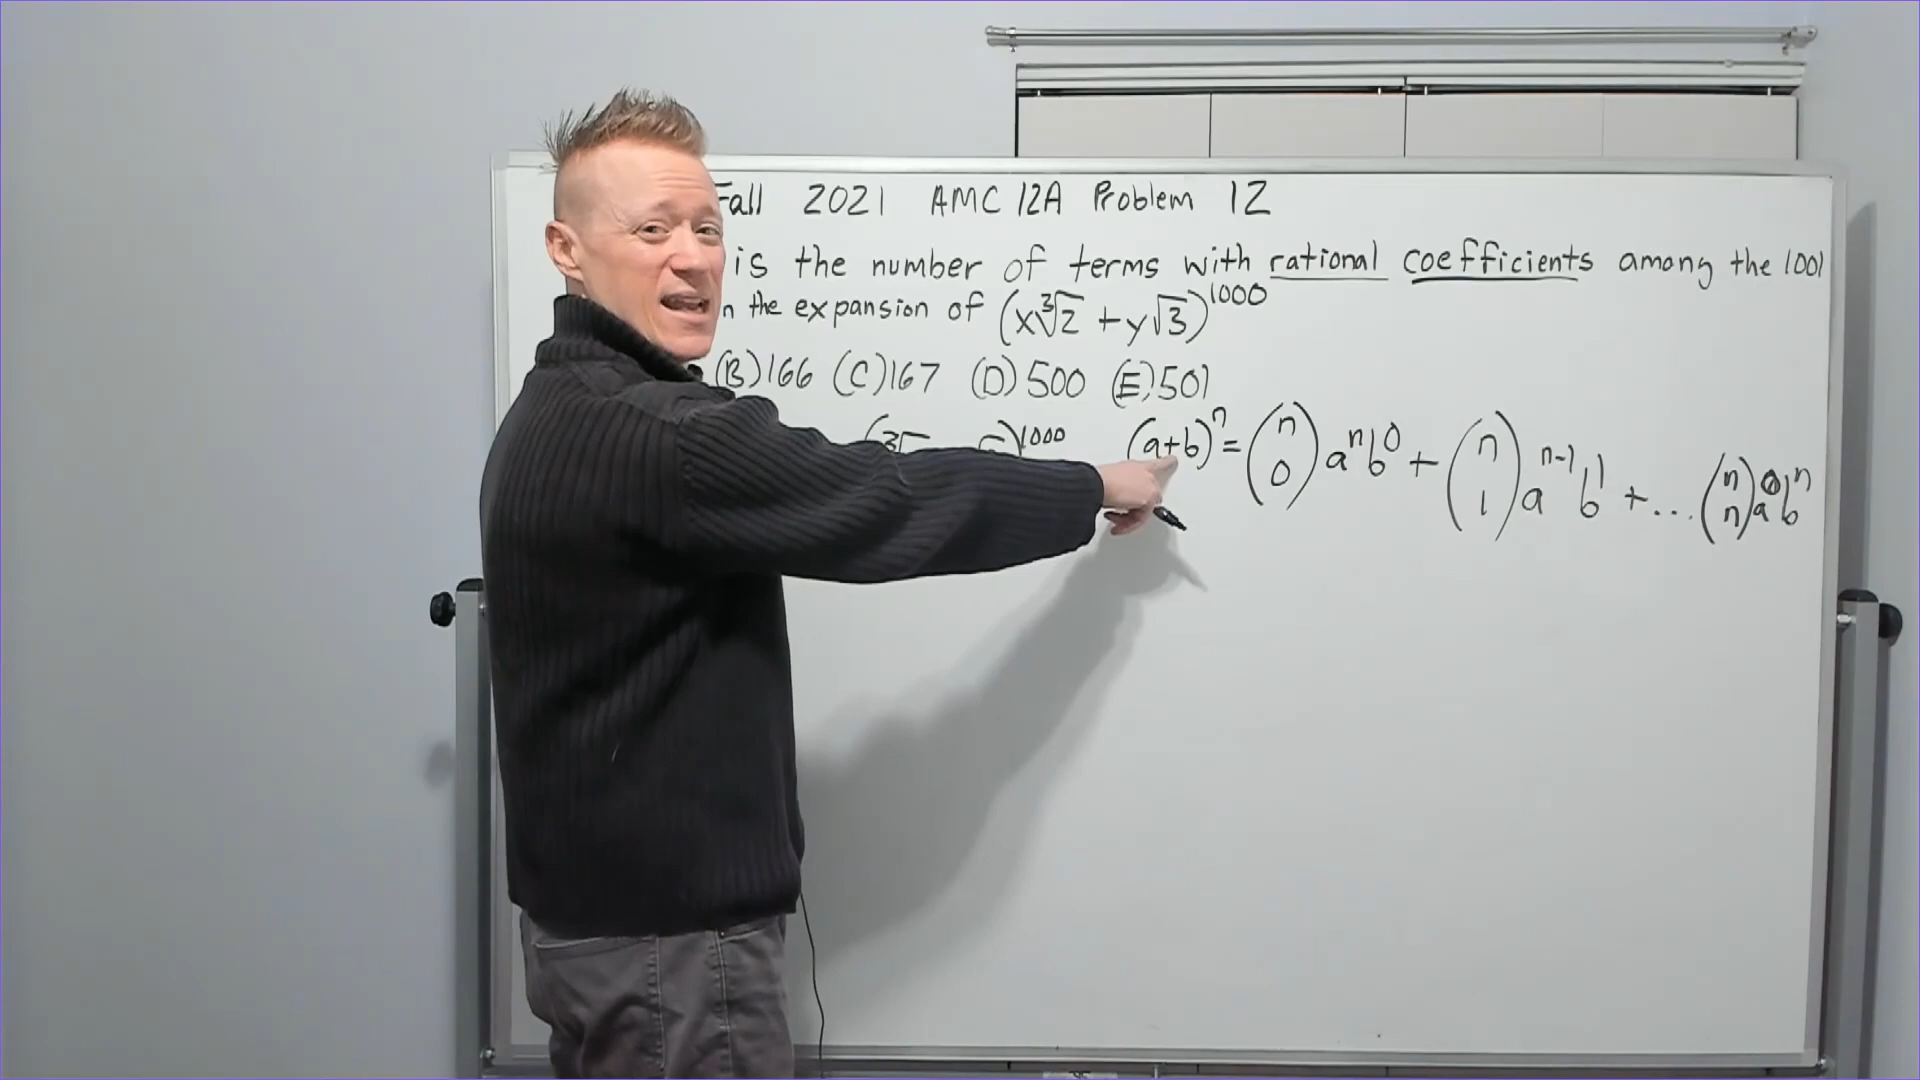 Fall 2021 AMC 12A Problem 12
is the number of terms with rational coefficients among the 1001
n the expansion of (x∛2 + y√3)^1000
(B) 166 (C) 167 (D) 500 (E) 501
)^1000 (a+b)^n = (n 0) a^n b^0 + (n 1) a^n-1 b^1 + ... (n n) a^0 b^n